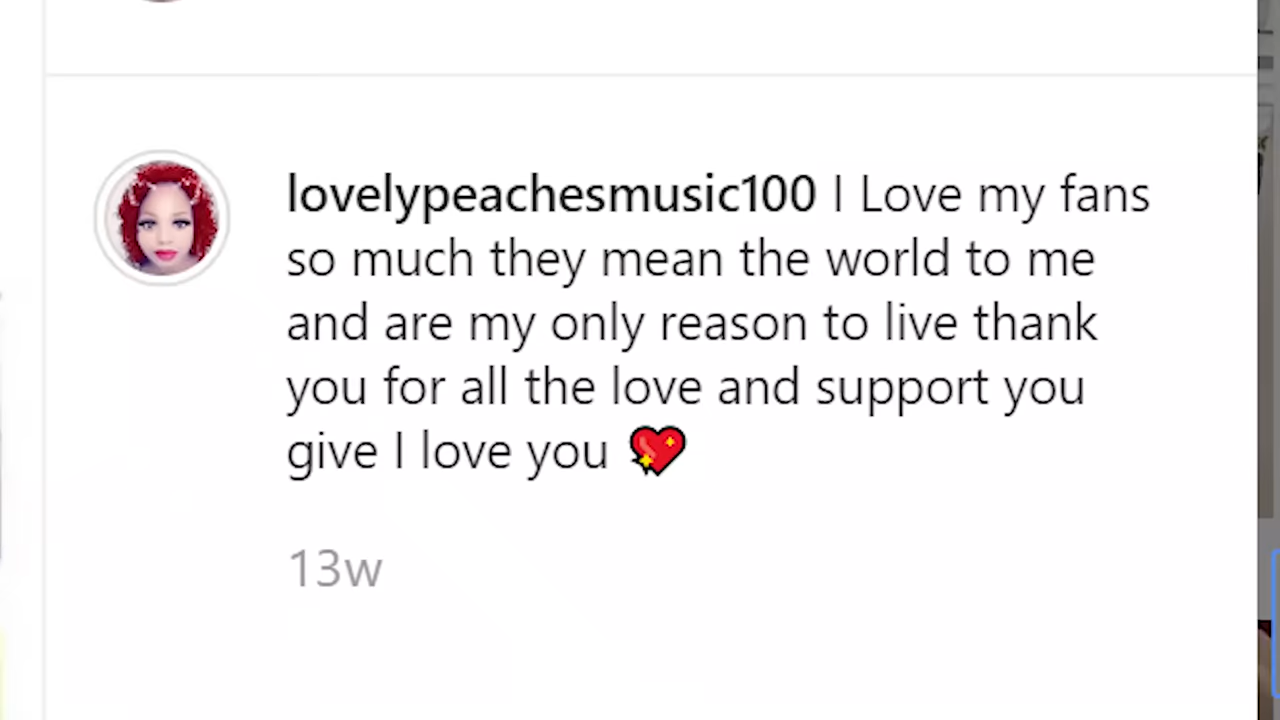 lovelypeachesmusic100 I Love my fans
so much they mean the world to me
and are my only reason to live thank
you for all the love and support you
give I love you 💖
13w